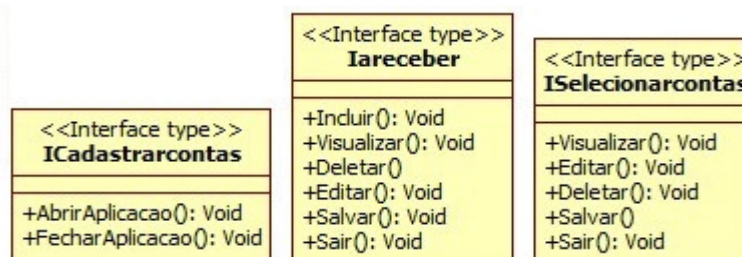 <<Interface type>>
ICadastrarcontas
+AbrirAplicacao(): Void
+FecharAplicacao(): Void
<<Interface type>>
Iareceber
+Incluir(): Void
+Visualizar(): Void
+Deletar()
+Editar(): Void
+Salvar(): Void
+Sair(): Void
<<Interface type>>
ISelecionarcontas
+Visualizar(): Void
+Editar(): Void
+Deletar(): Void
+Salvar()
+Sair(): Void